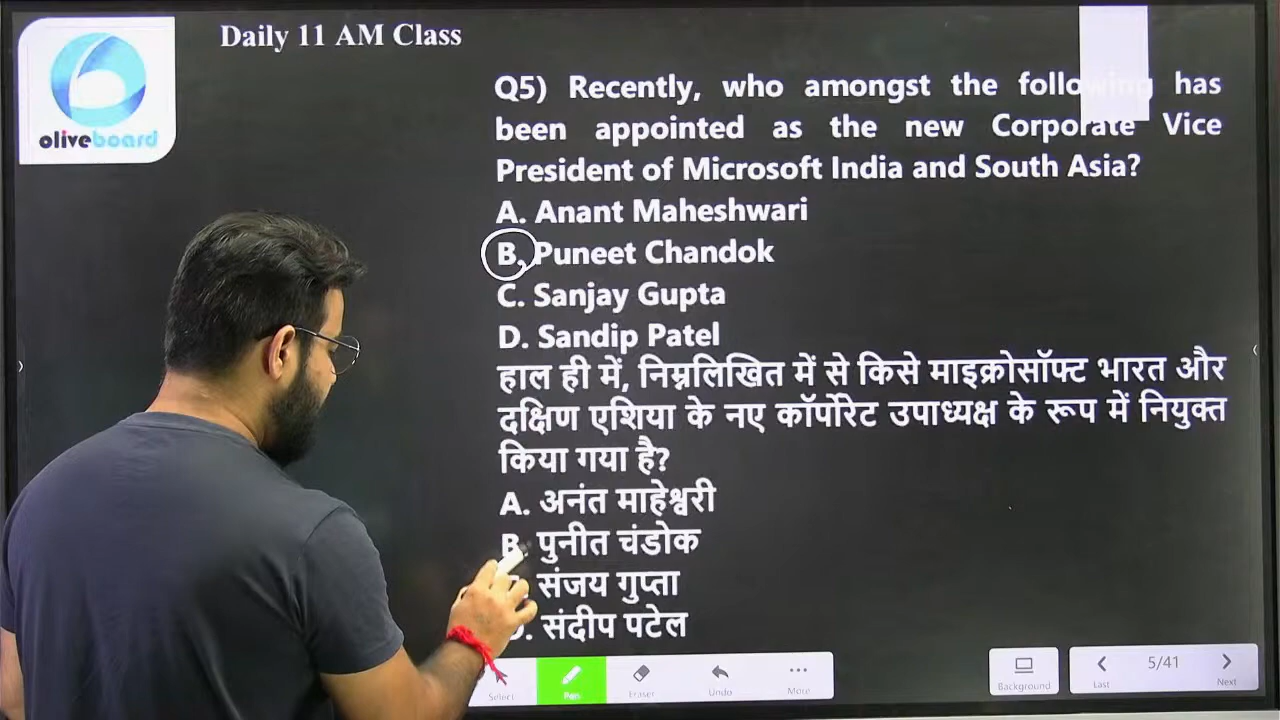 Daily 11 AM Class
oliveboard
Q5) Recently, who amongst the following has
been appointed as the new Corporate Vice
President of Microsoft India and South Asia?
A. Anant Maheshwari
B. Puneet Chandok
C. Sanjay Gupta
D. Sandip Patel
हाल ही में, निम्नलिखित में से किसे माइक्रोसॉफ्ट भारत और
दक्षिण एशिया के नए कॉर्पोरेट उपाध्यक्ष के रूप में नियुक्त
किया गया है?
A. अनंत माहेश्वरी
B. पुनीत चंडोक
संजय गुप्ता
D. संदीप पटेल
Select Pen Eraser Undo More Background Last 5/41 Next